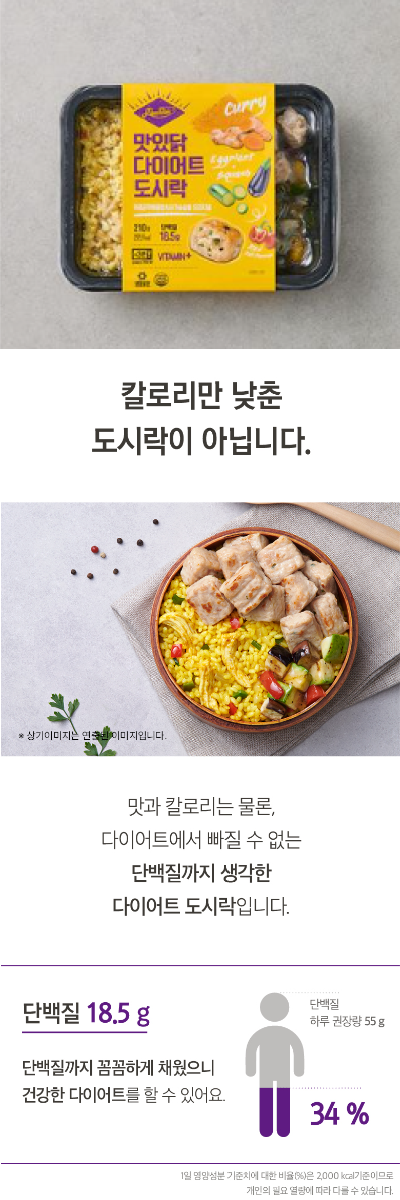 Curry
맛있닭
다이어트
도시락
Eggplant
+
Squash
210g
단백질
18.5g
VITAMIN+
칼로리만 낮춘
도시락이 아닙니다.
※ 상기이미지는 연출된 이미지입니다.
맛과 칼로리는 물론,
다이어트에서 빠질 수 없는
단백질까지 생각한
다이어트 도시락입니다.
단백질 18.5 g
단백질
하루 권장량 55 g
단백질까지 꼼꼼하게 채웠으니
건강한 다이어트를 할 수 있어요.
34 %
1일 영양성분 기준치에 대한 비율(%)은 2,000 kcal기준이므로
개인의 필요 열량에 따라 다를 수 있습니다.